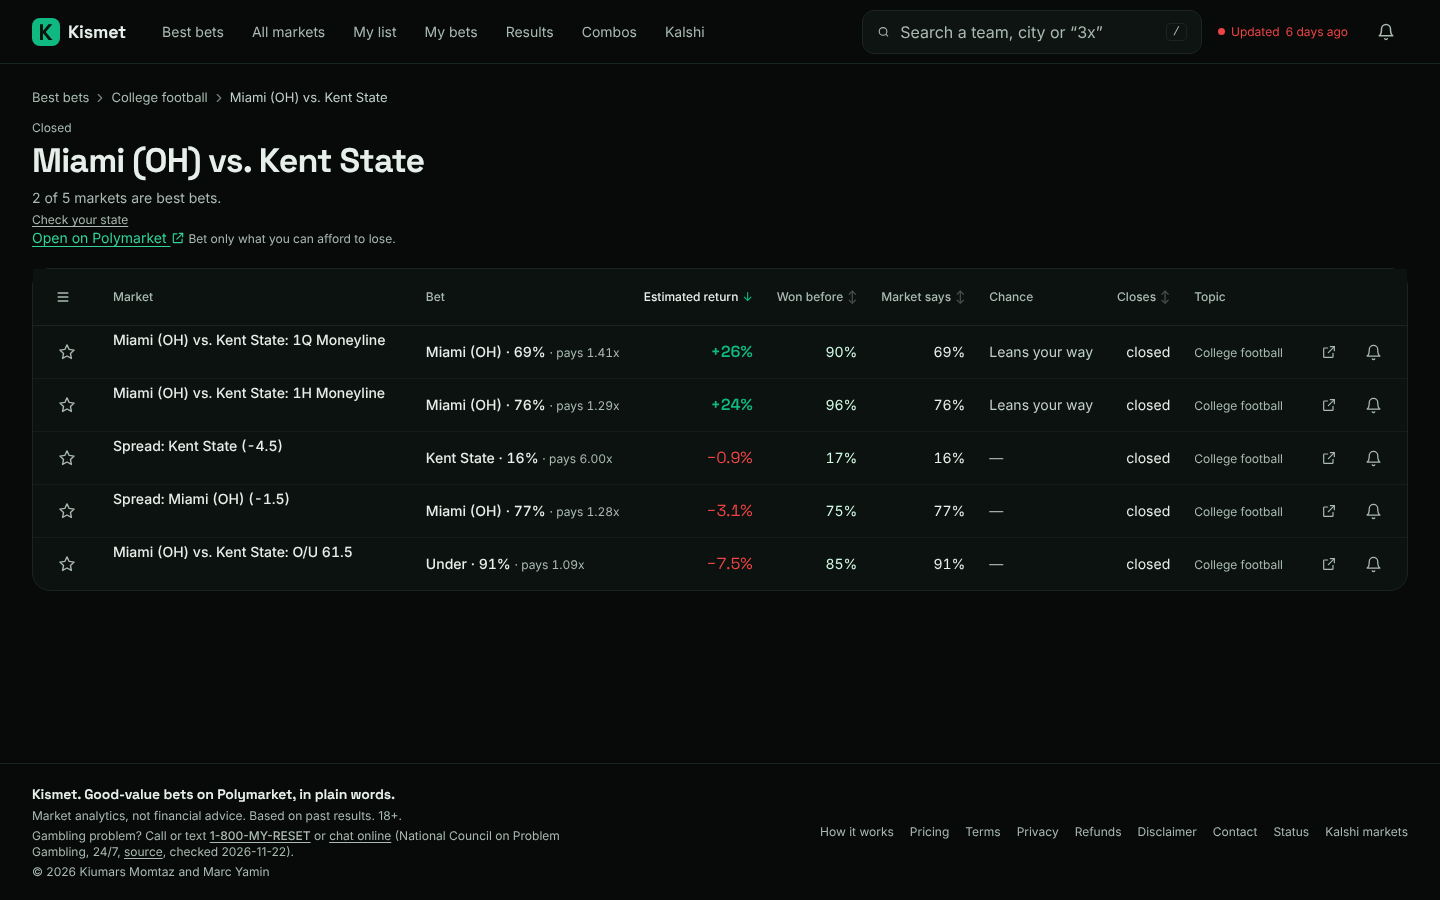 K Kismet Best bets All markets My list My bets Results Combos Kalshi Search a team, city or “3x” / Updated 6 days ago
Best bets > College football > Miami (OH) vs. Kent State
Closed
Miami (OH) vs. Kent State
2 of 5 markets are best bets.
Check your state
Open on Polymarket Bet only what you can afford to lose.
Market Bet Estimated return ↓ Won before Market says Chance Closes Topic
Miami (OH) vs. Kent State: 1Q Moneyline Miami (OH) · 69% · pays 1.41x +26% 90% 69% Leans your way closed College football
Miami (OH) vs. Kent State: 1H Moneyline Miami (OH) · 76% · pays 1.29x +24% 96% 76% Leans your way closed College football
Spread: Kent State (-4.5) Kent State · 16% · pays 6.00x −0.9% 17% 16% — closed College football
Spread: Miami (OH) (-1.5) Miami (OH) · 77% · pays 1.28x −3.1% 75% 77% — closed College football
Miami (OH) vs. Kent State: O/U 61.5 Under · 91% · pays 1.09x −7.5% 85% 91% — closed College football
Kismet. Good-value bets on Polymarket, in plain words.
Market analytics, not financial advice. Based on past results. 18+.
Gambling problem? Call or text 1-800-MY-RESET or chat online (National Council on Problem
Gambling, 24/7, source, checked 2026-11-22).
© 2026 Kiumars Momtaz and Marc Yamin
How it works Pricing Terms Privacy Refunds Disclaimer Contact Status Kalshi markets